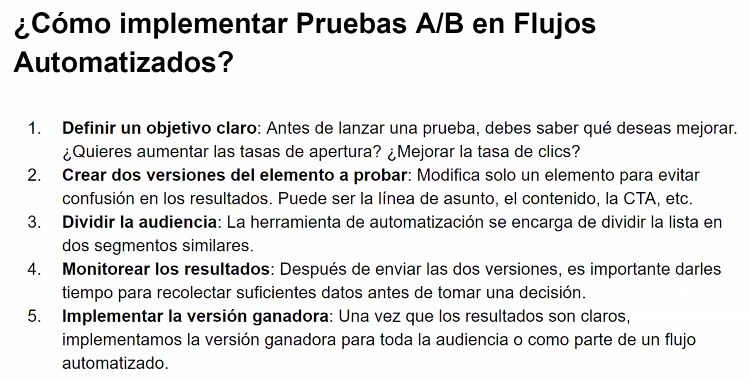 ¿Cómo implementar Pruebas A/B en Flujos
Automatizados?
1. Definir un objetivo claro: Antes de lanzar una prueba, debes saber qué deseas mejorar.
¿Quieres aumentar las tasas de apertura? ¿Mejorar la tasa de clics?
2. Crear dos versiones del elemento a probar: Modifica solo un elemento para evitar
confusión en los resultados. Puede ser la línea de asunto, el contenido, la CTA, etc.
3. Dividir la audiencia: La herramienta de automatización se encarga de dividir la lista en
dos segmentos similares.
4. Monitorear los resultados: Después de enviar las dos versiones, es importante darles
tiempo para recolectar suficientes datos antes de tomar una decisión.
5. Implementar la versión ganadora: Una vez que los resultados son claros,
implementamos la versión ganadora para toda la audiencia o como parte de un flujo
automatizado.